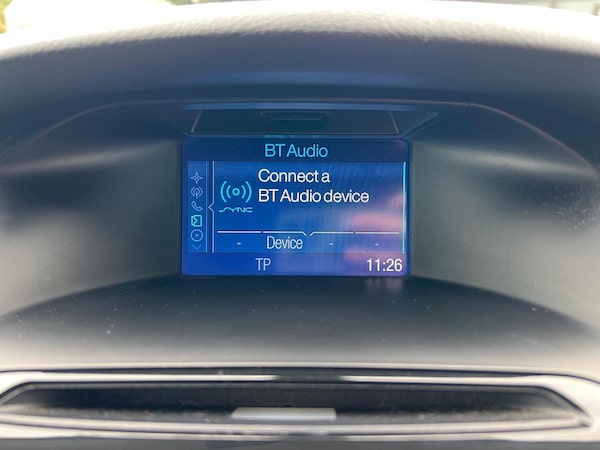 BT Audio
Connect a
BT Audio device
SYNC
- Device - -
TP 11:26